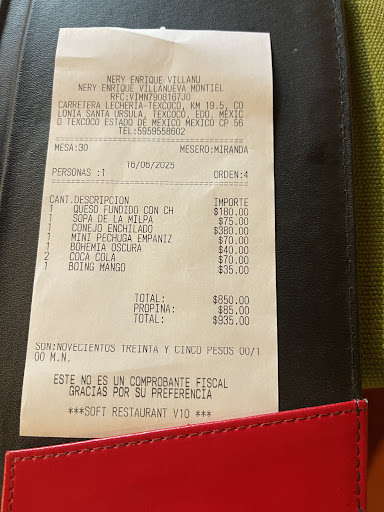 NERY ENRIQUE VILLANU
NERY ENRIQUE VILLANUEVA MONTIEL
RFC:VIMN7908167J0
CARRETERA LECHERIA-TEXCOCO, KM 19.5, CO
LONIA SANTA URSULA, TEXCOCO, EDO. MÉXIC
O TEXCOCO ESTADO DE MEXICO MEXICO CP 56
TEL:5959558602
MESA:30 MESERO:MIRANDA
16/06/2025
PERSONAS :1 ORDEN:4
CANT.DESCRIPCION IMPORTE
1 QUESO FUNDIDO CON CH $180.00
1 SOPA DE LA MILPA $75.00
1 CONEJO ENCHILADO $380.00
1 MINI PECHUGA EMPANIZ $70.00
1 BOHEMIA OSCURA $40.00
2 COCA COLA $70.00
1 BOING MANGO $35.00
TOTAL: $850.00
PROPINA: $85.00
TOTAL: $935.00
SON:NOVECIENTOS TREINTA Y CINCO PESOS 00/1
00 M.N.
ESTE NO ES UN COMPROBANTE FISCAL
GRACIAS POR SU PREFERENCIA
***SOFT RESTAURANT V10 ***